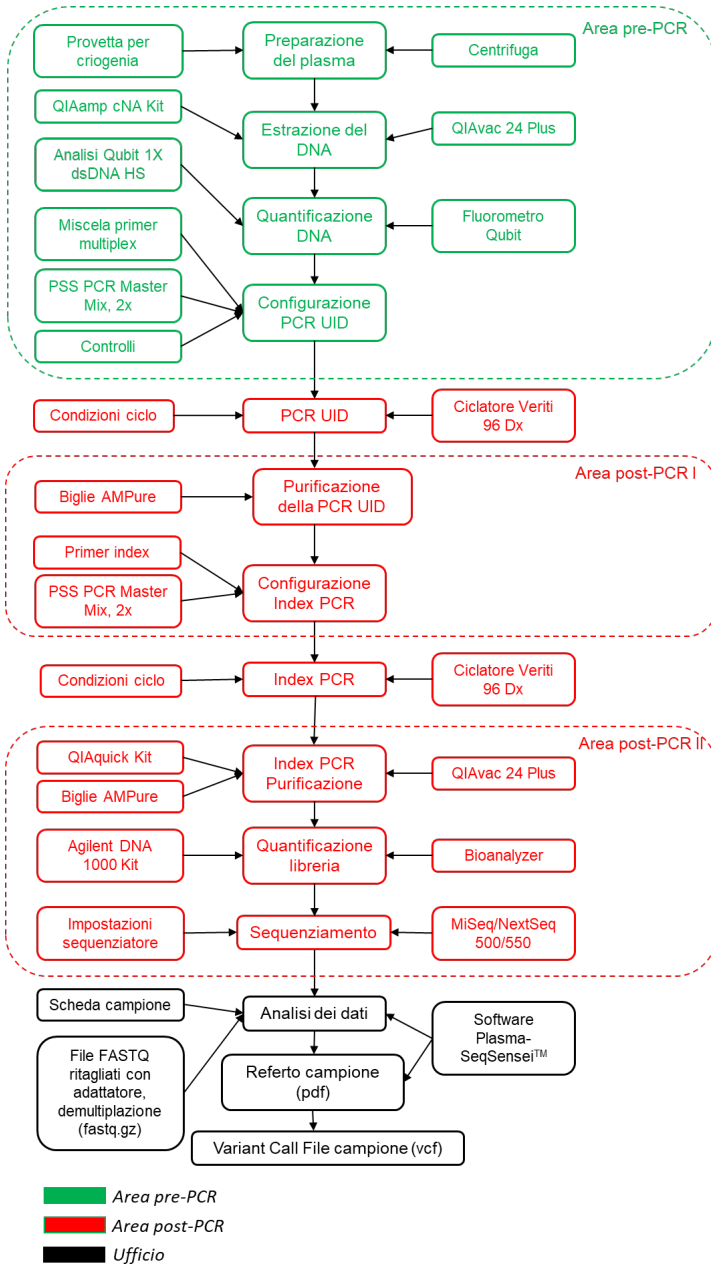 Area pre-PCR
Provetta per
criogenia
Preparazione
del plasma
Centrifuga
QIAamp cNA Kit
Estrazione del
DNA
QIAvac 24 Plus
Analisi Qubit 1X
dsDNA HS
Quantificazione
DNA
Fluorometro
Qubit
Miscela primer
multiplex
PSS PCR Master
Mix, 2x
Configurazione
PCR UID
Controlli
Condizioni ciclo
PCR UID
Ciclatore Veriti
96 Dx
Area post-PCR I
Biglie AMPure
Purificazione
della PCR UID
Primer index
PSS PCR Master
Mix, 2x
Configurazione
Index PCR
Condizioni ciclo
Index PCR
Ciclatore Veriti
96 Dx
Area post-PCR II
QIAquick Kit
Biglie AMPure
Index PCR
Purificazione
QIAvac 24 Plus
Agilent DNA
1000 Kit
Quantificazione
libreria
Bioanalyzer
Impostazioni
sequenziatore
Sequenziamento
MiSeq/NextSeq
500/550
Scheda campione
Analisi dei dati
Software
Plasma-
SeqSensei™
File FASTQ
ritagliati con
adattatore,
demultiplazione
(fastq.gz)
Referto campione
(pdf)
Variant Call File campione (vcf)
Area pre-PCR
Area post-PCR
Ufficio